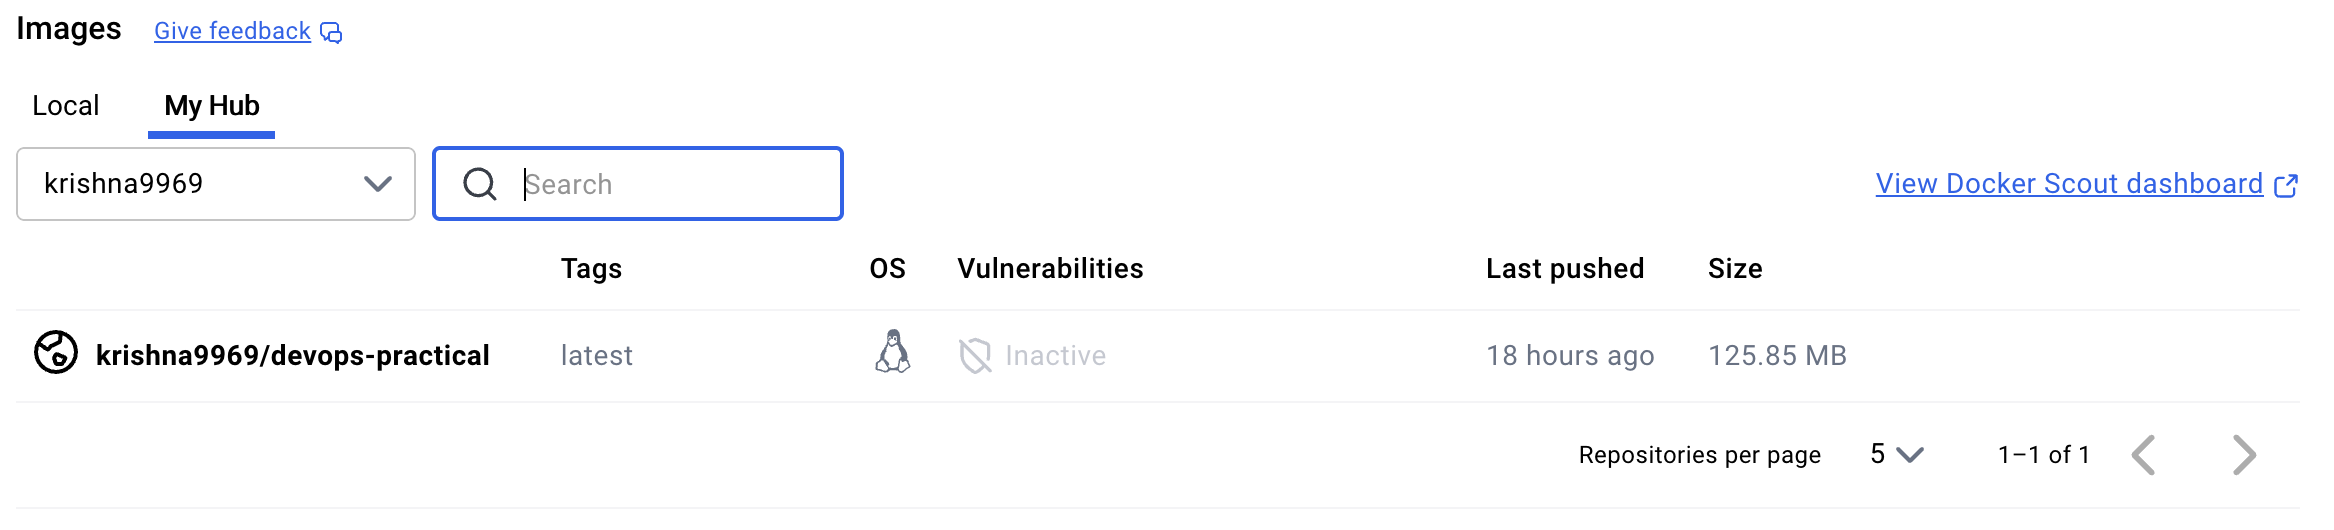 Images Give feedback
Local My Hub
krishna9969 Search View Docker Scout dashboard
Tags OS Vulnerabilities Last pushed Size
krishna9969/devops-practical latest Inactive 18 hours ago 125.85 MB
Repositories per page 5 1–1 of 1